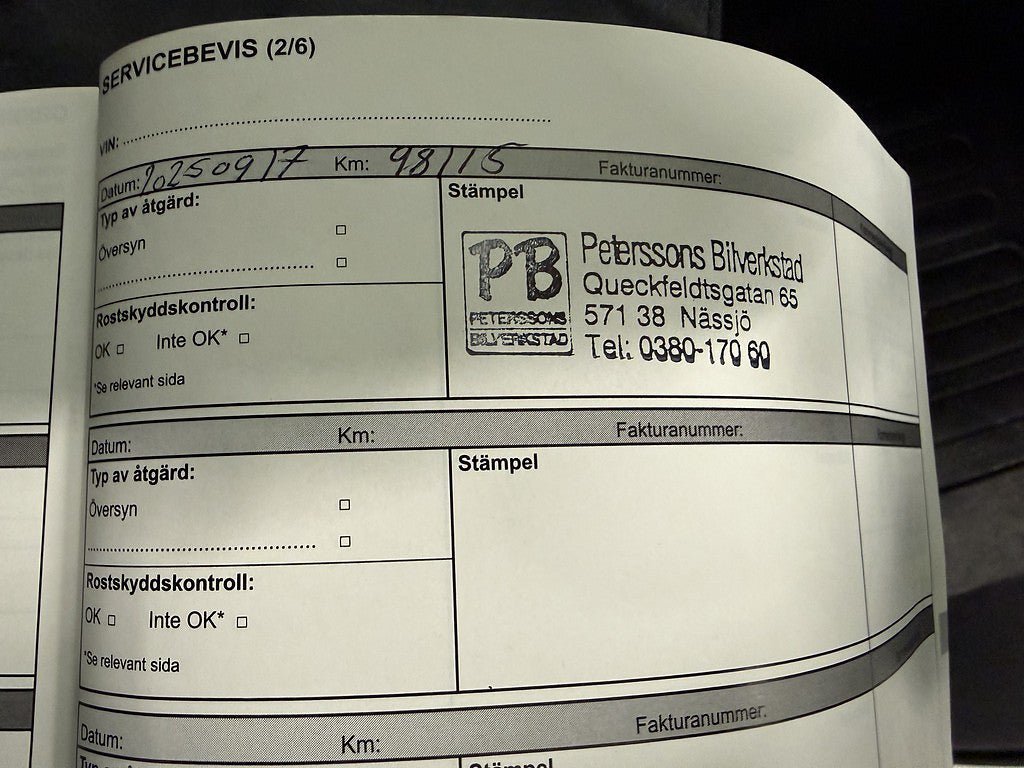 SERVICEBEVIS (2/6)
VIN:
Datum: 20250917 Km: 98115 Fakturanummer:
Typ av åtgärd:
Översyn
Rostskyddskontroll:
OK Inte OK*
*Se relevant sida
Stämpel
PB
PETERSSONS
BILVERKSTAD
Peterssons Bilverkstad
Queckfeldtsgatan 65
571 38 Nässjö
Tel: 0380-170 60
Datum: Km: Fakturanummer:
Typ av åtgärd:
Översyn
Rostskyddskontroll:
OK Inte OK*
*Se relevant sida
Stämpel
Datum: Km: Fakturanummer:
Stämpel